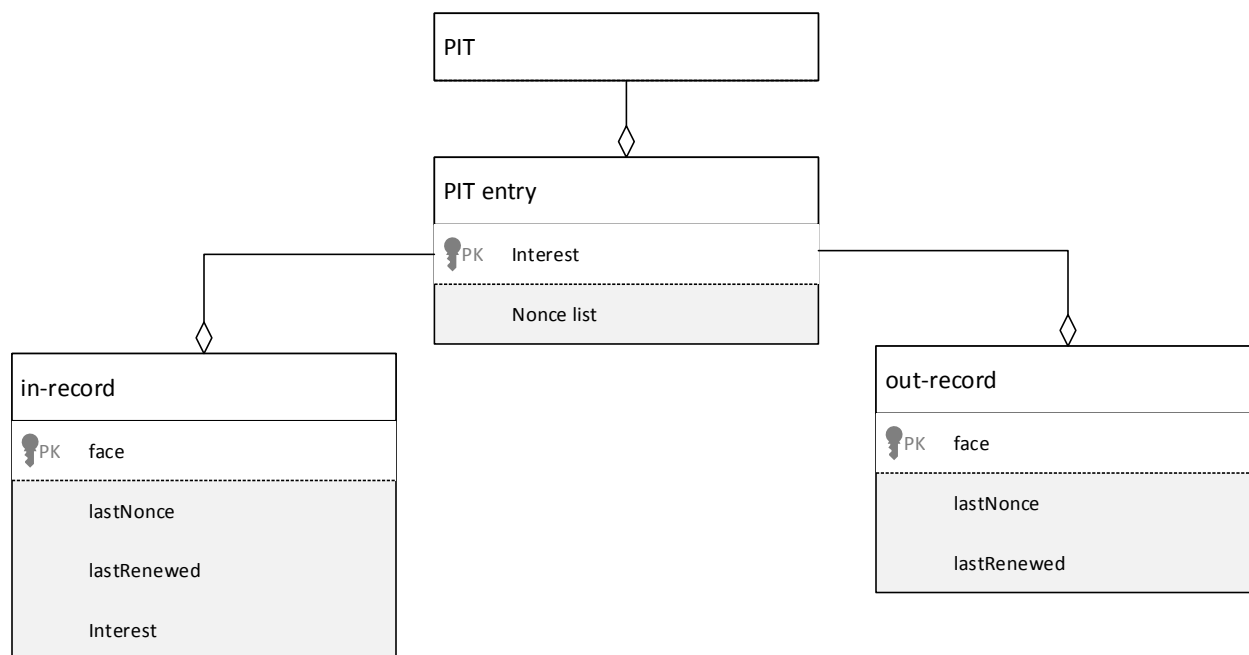 PIT
PIT entry
PK Interest
Nonce list
in-record
PK face
lastNonce
lastRenewed
Interest
out-record
PK face
lastNonce
lastRenewed